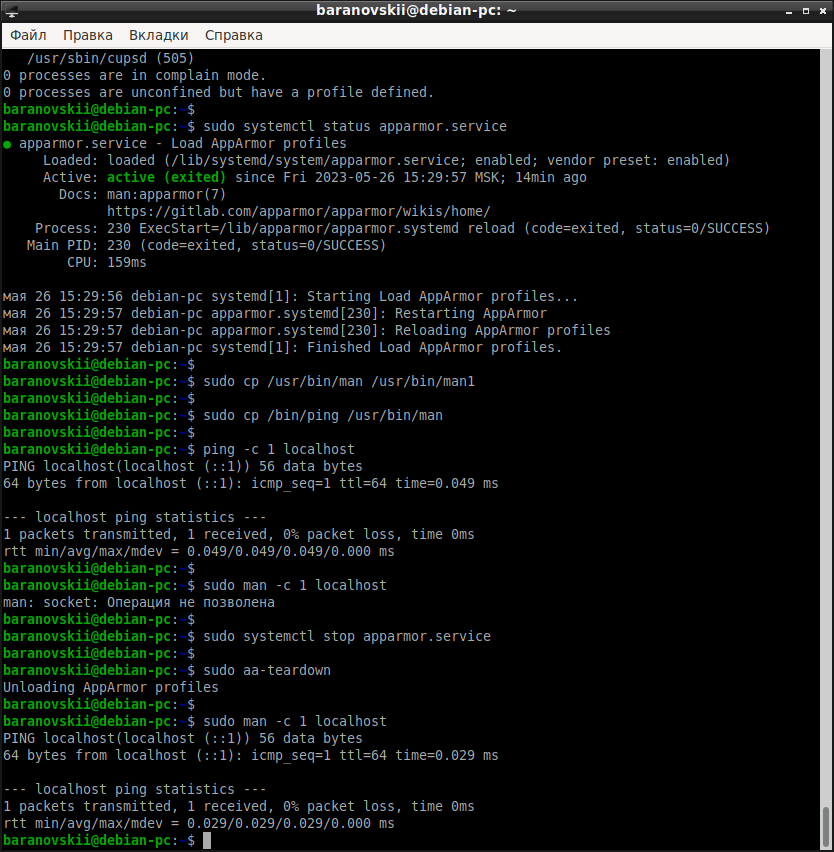 baranovskii@debian-pc: ~
Файл Правка Вкладки Справка
/usr/sbin/cupsd (505)
0 processes are in complain mode.
0 processes are unconfined but have a profile defined.
baranovskii@debian-pc:~$
baranovskii@debian-pc:~$ sudo systemctl status apparmor.service
● apparmor.service - Load AppArmor profiles
Loaded: loaded (/lib/systemd/system/apparmor.service; enabled; vendor preset: enabled)
Active: active (exited) since Fri 2023-05-26 15:29:57 MSK; 14min ago
Docs: man:apparmor(7)
https://gitlab.com/apparmor/apparmor/wikis/home/
Process: 230 ExecStart=/lib/apparmor/apparmor.systemd reload (code=exited, status=0/SUCCESS)
Main PID: 230 (code=exited, status=0/SUCCESS)
CPU: 159ms
мая 26 15:29:56 debian-pc systemd[1]: Starting Load AppArmor profiles...
мая 26 15:29:57 debian-pc apparmor.systemd[230]: Restarting AppArmor
мая 26 15:29:57 debian-pc apparmor.systemd[230]: Reloading AppArmor profiles
мая 26 15:29:57 debian-pc systemd[1]: Finished Load AppArmor profiles.
baranovskii@debian-pc:~$
baranovskii@debian-pc:~$ sudo cp /usr/bin/man /usr/bin/man1
baranovskii@debian-pc:~$
baranovskii@debian-pc:~$ sudo cp /bin/ping /usr/bin/man
baranovskii@debian-pc:~$
baranovskii@debian-pc:~$ ping -c 1 localhost
PING localhost(localhost (::1)) 56 data bytes
64 bytes from localhost (::1): icmp_seq=1 ttl=64 time=0.049 ms
--- localhost ping statistics ---
1 packets transmitted, 1 received, 0% packet loss, time 0ms
rtt min/avg/max/mdev = 0.049/0.049/0.049/0.000 ms
baranovskii@debian-pc:~$
baranovskii@debian-pc:~$ sudo man -c 1 localhost
man: socket: Операция не позволена
baranovskii@debian-pc:~$
baranovskii@debian-pc:~$ sudo systemctl stop apparmor.service
baranovskii@debian-pc:~$
baranovskii@debian-pc:~$ sudo aa-teardown
Unloading AppArmor profiles
baranovskii@debian-pc:~$
baranovskii@debian-pc:~$ sudo man -c 1 localhost
PING localhost(localhost (::1)) 56 data bytes
64 bytes from localhost (::1): icmp_seq=1 ttl=64 time=0.029 ms
--- localhost ping statistics ---
1 packets transmitted, 1 received, 0% packet loss, time 0ms
rtt min/avg/max/mdev = 0.029/0.029/0.029/0.000 ms
baranovskii@debian-pc:~$